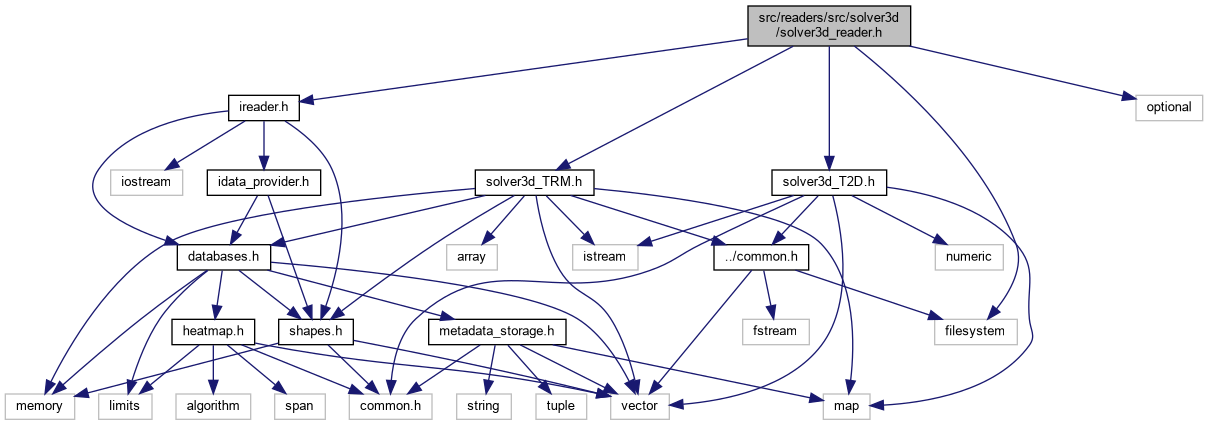 src/readers/src/solver3d
/solver3d_reader.h
ireader.h
optional
iostream
idata_provider.h
solver3d_TRM.h
solver3d_T2D.h
databases.h
array
istream
../common.h
numeric
heatmap.h
shapes.h
metadata_storage.h
fstream
filesystem
memory
limits
algorithm
span
common.h
string
tuple
vector
map